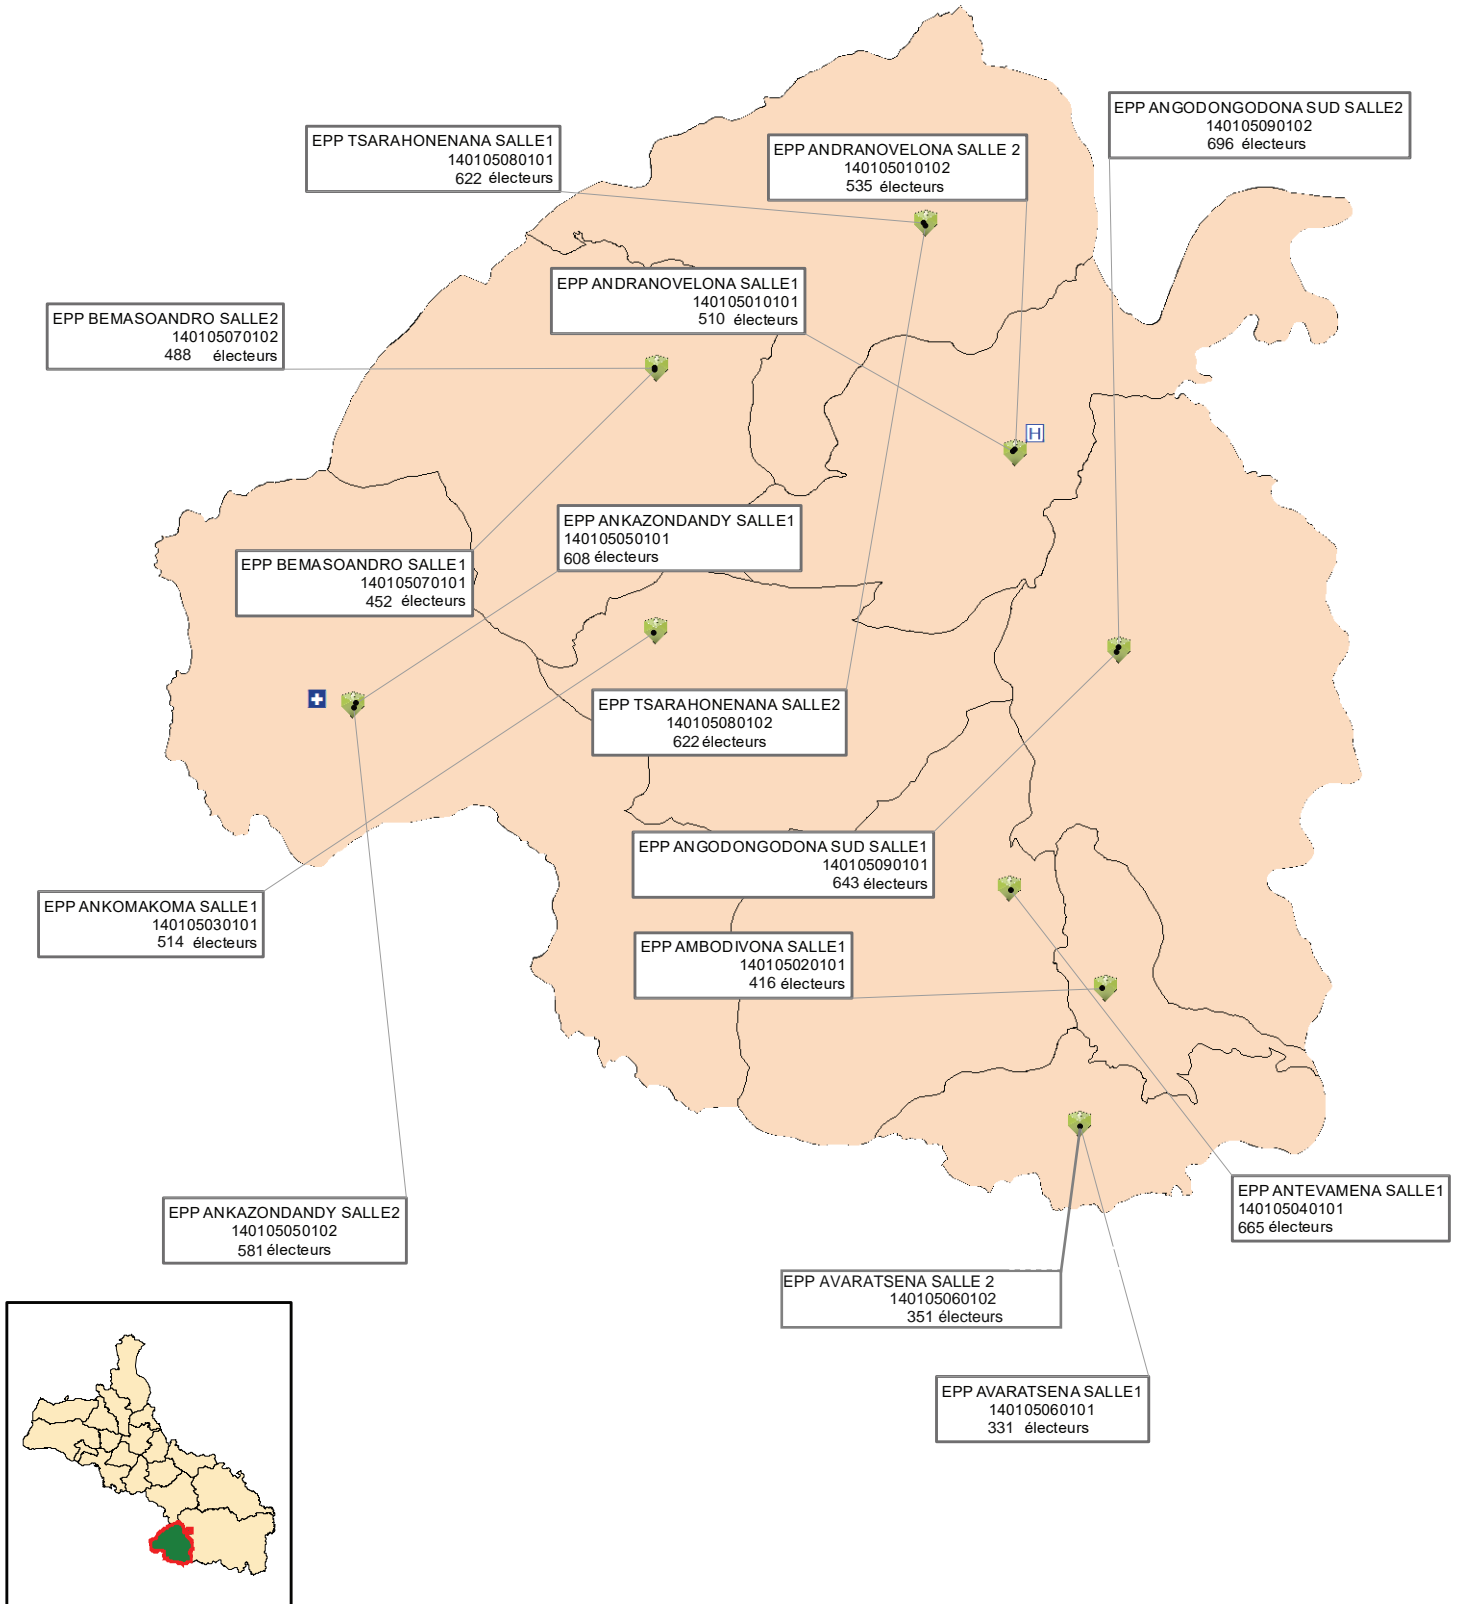 EPP ANGODONGODONA SUD SALLE2
140105090102
696 électeurs
EPP TSARAHONENANA SALLE1
140105080101
622 électeurs
EPP ANDRANOVELONA SALLE 2
140105010102
535 électeurs
EPP ANDRANOVELONA SALLE1
140105010101
510 électeurs
EPP BEMASOANDRO SALLE2
140105070102
488 électeurs
H
EPP ANKAZONDANDY SALLE1
140105050101
608 électeurs
EPP BEMASOANDRO SALLE1
140105070101
452 électeurs
EPP TSARAHONENANA SALLE2
140105080102
622 électeurs
EPP ANGODONGODONA SUD SALLE1
140105090101
643 électeurs
EPP ANKOMAKOMA SALLE1
140105030101
514 électeurs
EPP AMBODIVONA SALLE1
140105020101
416 électeurs
EPP ANTEVAMENA SALLE1
140105040101
665 électeurs
EPP ANKAZONDANDY SALLE2
140105050102
581 électeurs
EPP AVARATSENA SALLE 2
140105060102
351 électeurs
EPP AVARATSENA SALLE1
140105060101
331 électeurs